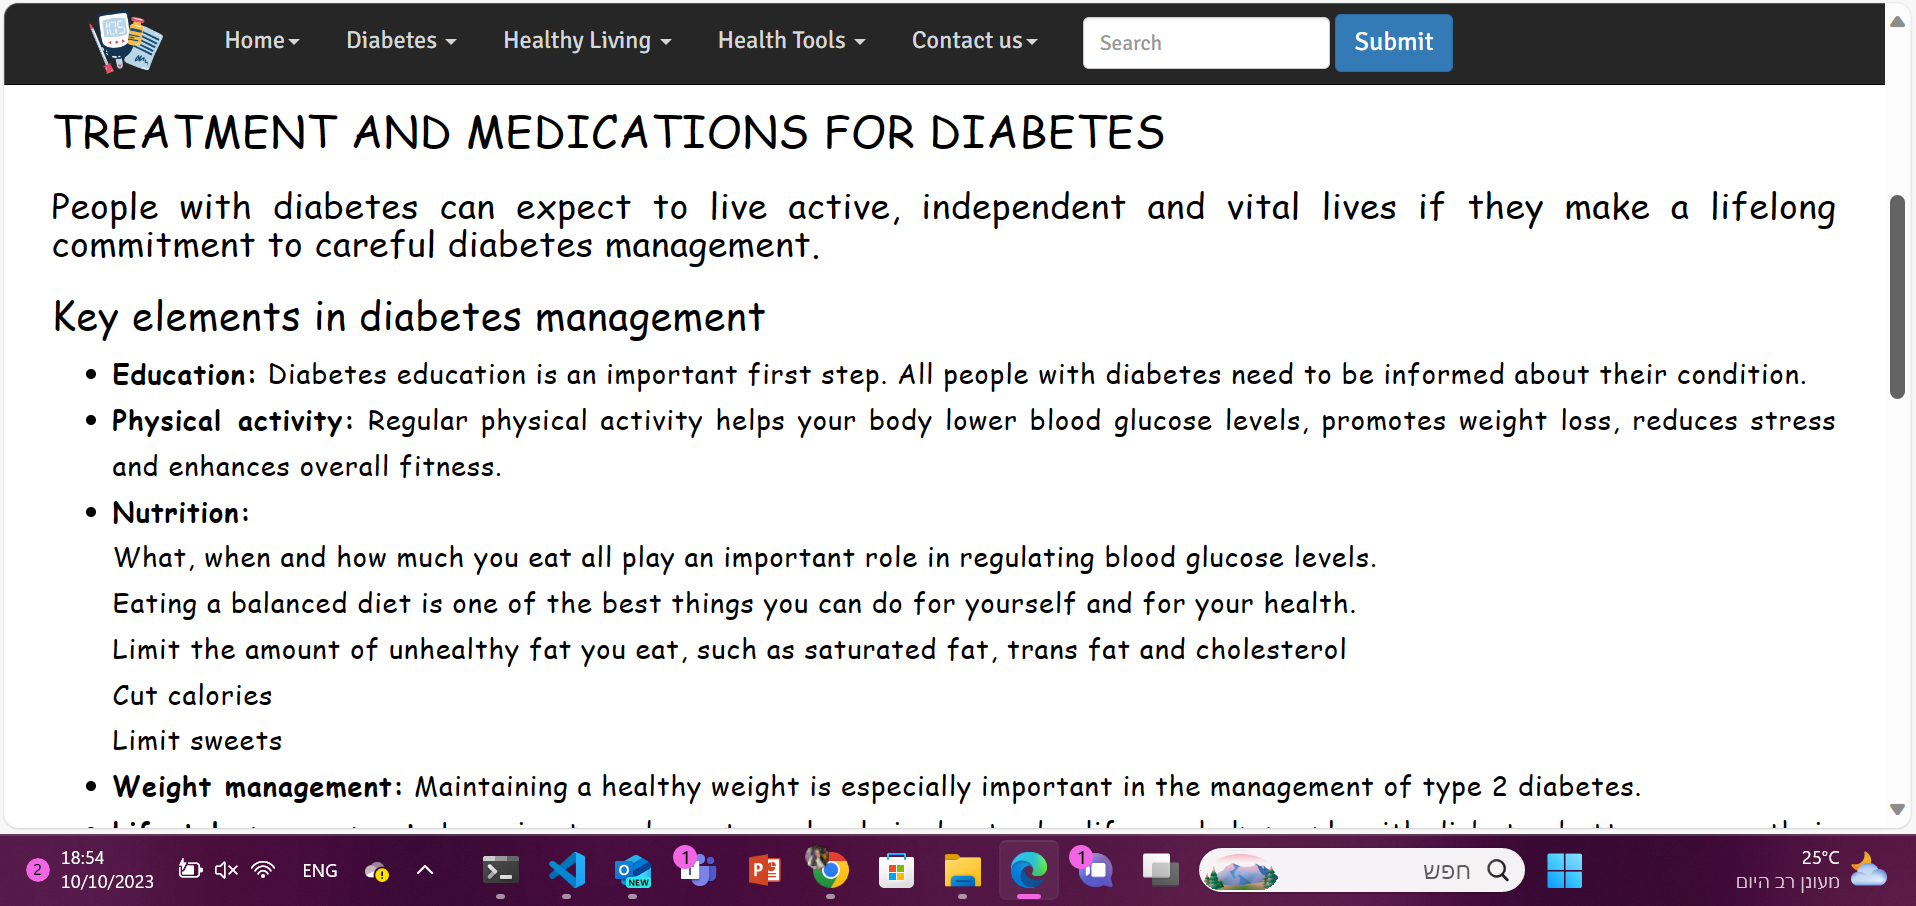 Home
Diabetes
Healthy Living
Health Tools
Contact us
Search
Submit
TREATMENT AND MEDICATIONS FOR DIABETES
People with diabetes can expect to live active, independent and vital lives if they make a lifelong
commitment to careful diabetes management.
Key elements in diabetes management
• Education: Diabetes education is an important first step. All people with diabetes need to be informed about their condition.
• Physical activity: Regular physical activity helps your body lower blood glucose levels, promotes weight loss, reduces stress
and enhances overall fitness.
• Nutrition:
What, when and how much you eat all play an important role in regulating blood glucose levels.
Eating a balanced diet is one of the best things you can do for yourself and for your health.
Limit the amount of unhealthy fat you eat, such as saturated fat, trans fat and cholesterol
Cut calories
Limit sweets
• Weight management: Maintaining a healthy weight is especially important in the management of type 2 diabetes.
2
18:54
10/10/2023
ENG
NEW
1
1
חפש
25°C
מעונן רב היום